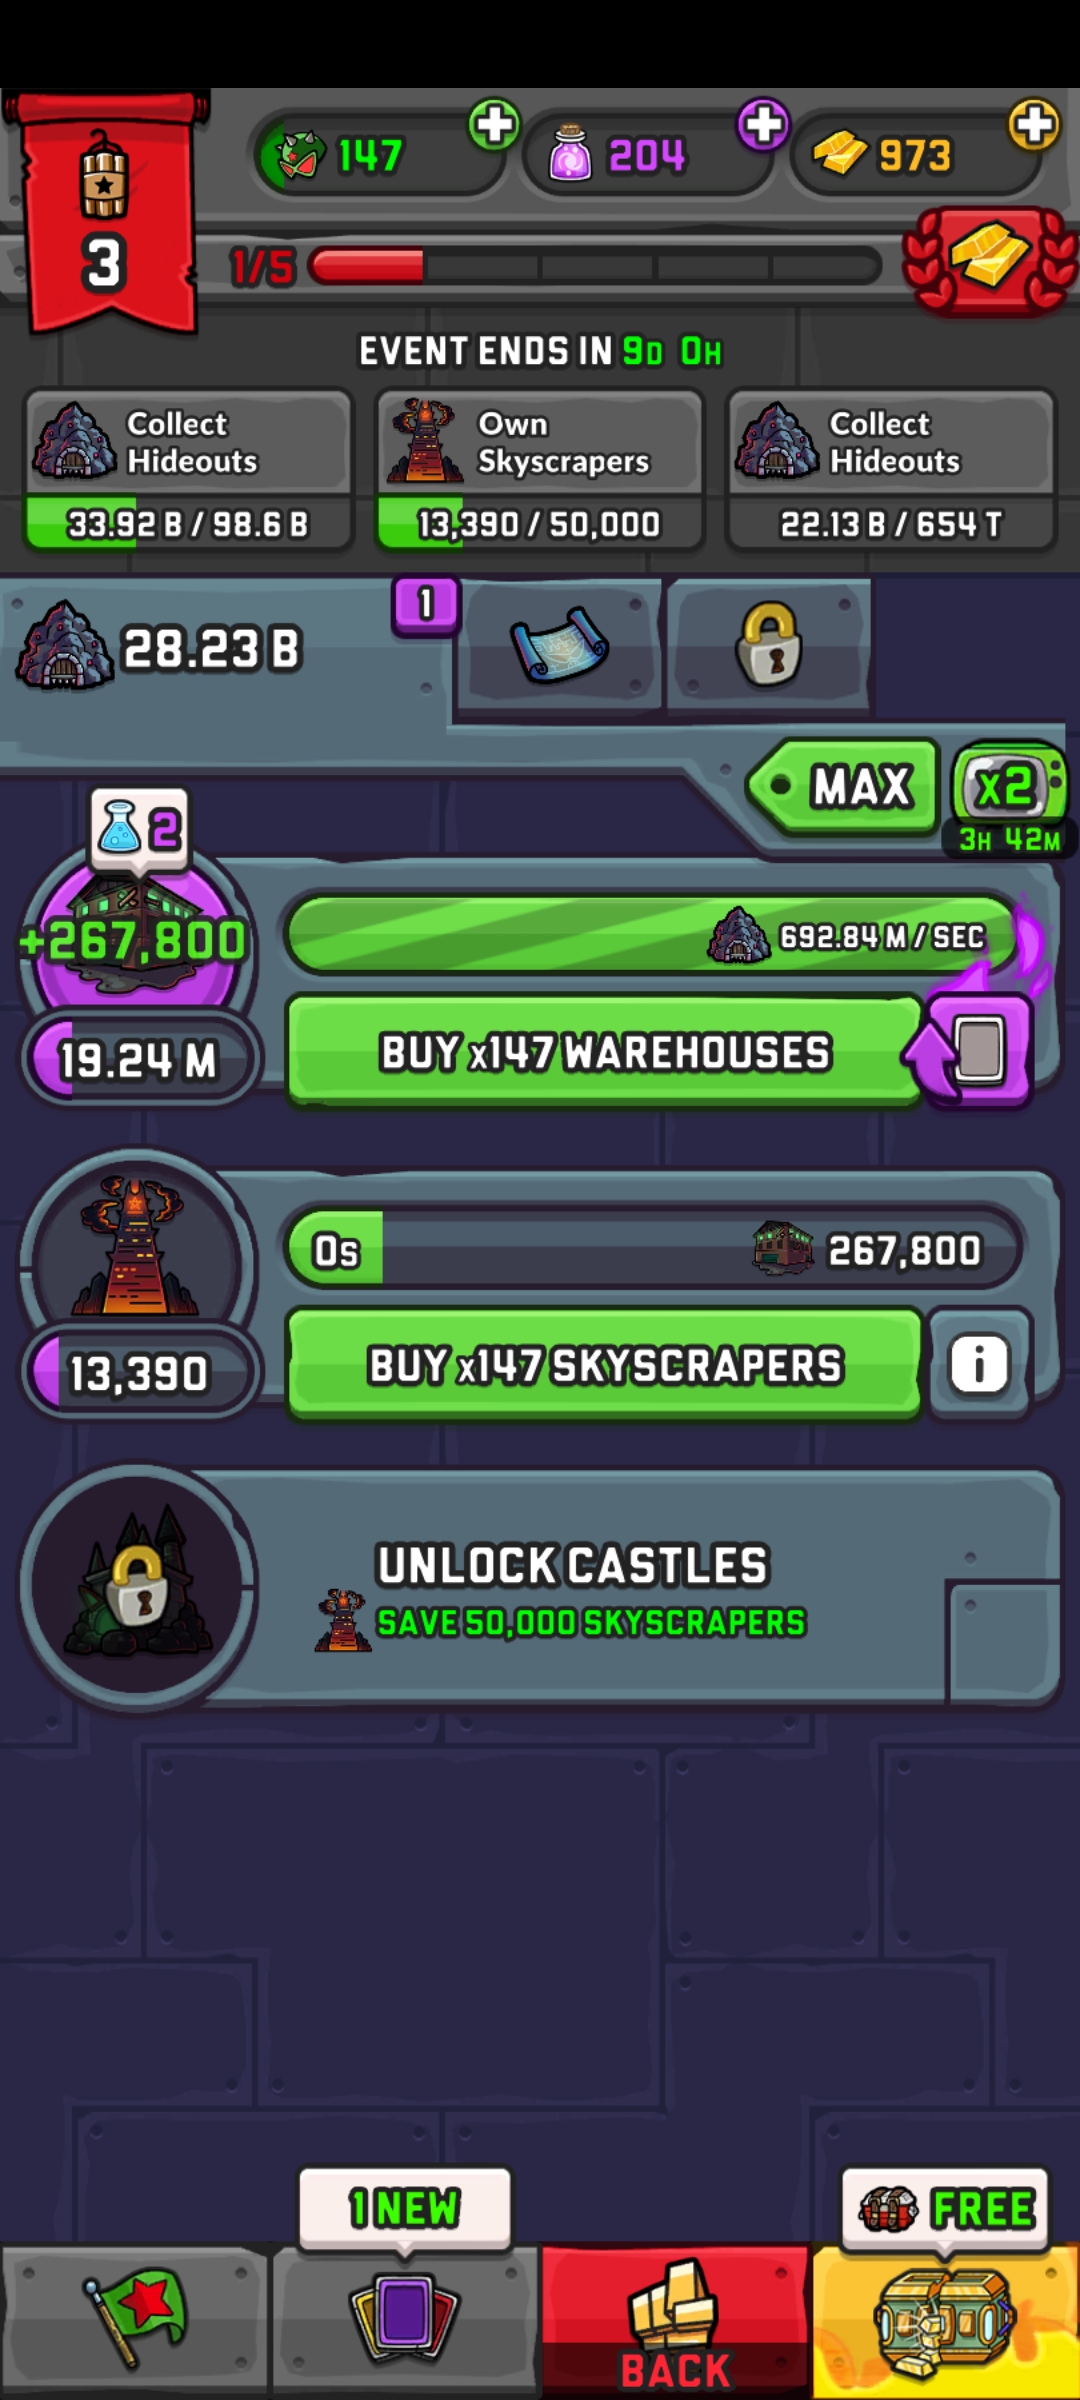 147
204
973
3
1/5
EVENT ENDS IN 9D 0H
Collect
Hideouts
33.92 B / 98.6 B
Own
Skyscrapers
13,390 / 50,000
Collect
Hideouts
22.13 B / 654 T
28.23 B
1
MAX
x2
3H 42M
2
+267,800
692.84 M / SEC
19.24 M
BUY x147 WAREHOUSES
0s
267,800
13,390
BUY x147 SKYSCRAPERS
i
UNLOCK CASTLES
SAVE 50,000 SKYSCRAPERS
1 NEW
FREE
BACK